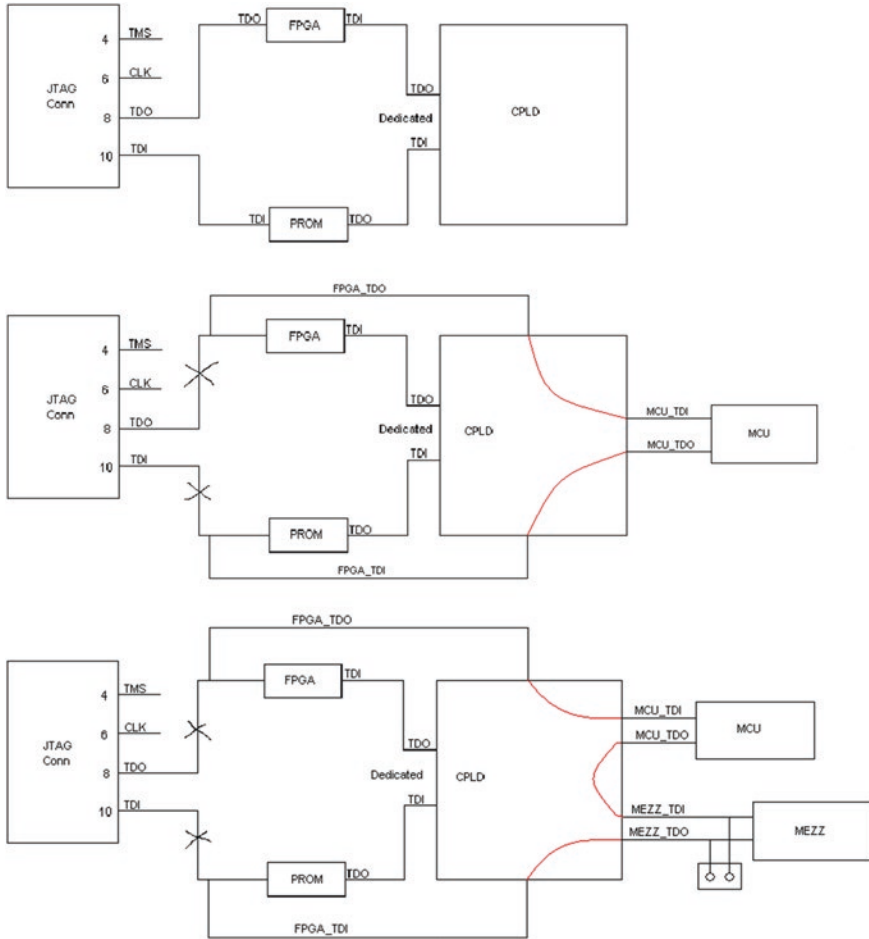 TDO
FPGA
TDI
4
TMS
6
CLK
JTAG
Conn
8
TDO
TDO
Dedicated
CPLD
10
TDI
TDI
TDI
PROM
TDO
FPGA_TDO
4
TMS
FPGA
TDI
6
CLK
JTAG
Conn
8
TDO
TDO
Dedicated
CPLD
MCU_TDI
MCU
MCU_TDO
10
TDI
TDI
PROM
TDO
FPGA_TDI
FPGA_TDO
4
TMS
FPGA
TDI
6
CLK
JTAG
Conn
8
TDO
TDO
Dedicated
CPLD
MCU_TDI
MCU
MCU_TDO
10
TDI
TDI
MEZZ_TDI
MEZZ
MEZZ_TDO
PROM
TDO
FPGA_TDI